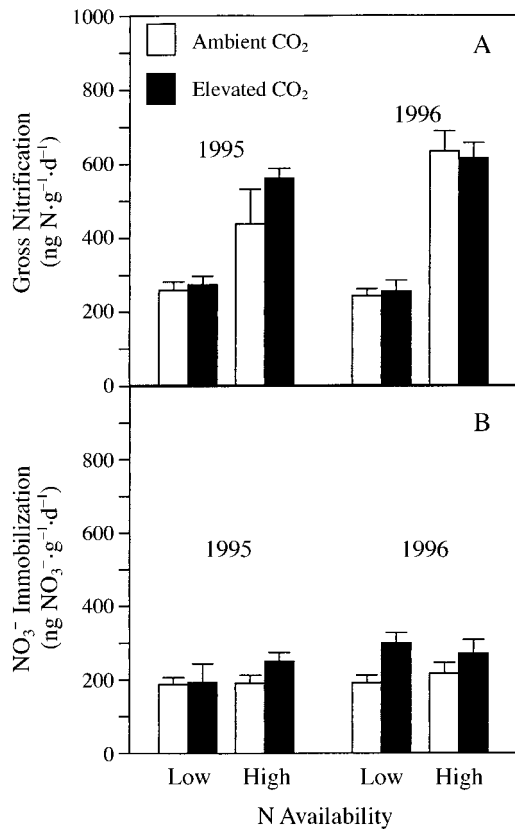 1000
800
600
400
200
0
Gross Nitrification
(ng N·g⁻¹·d⁻¹)
Ambient CO₂
Elevated CO₂
A
1995
1996
800
600
400
200
0
NO₃⁻ Immobilization
(ng NO₃⁻·g⁻¹·d⁻¹)
B
1995
1996
Low
High
Low
High
N Availability